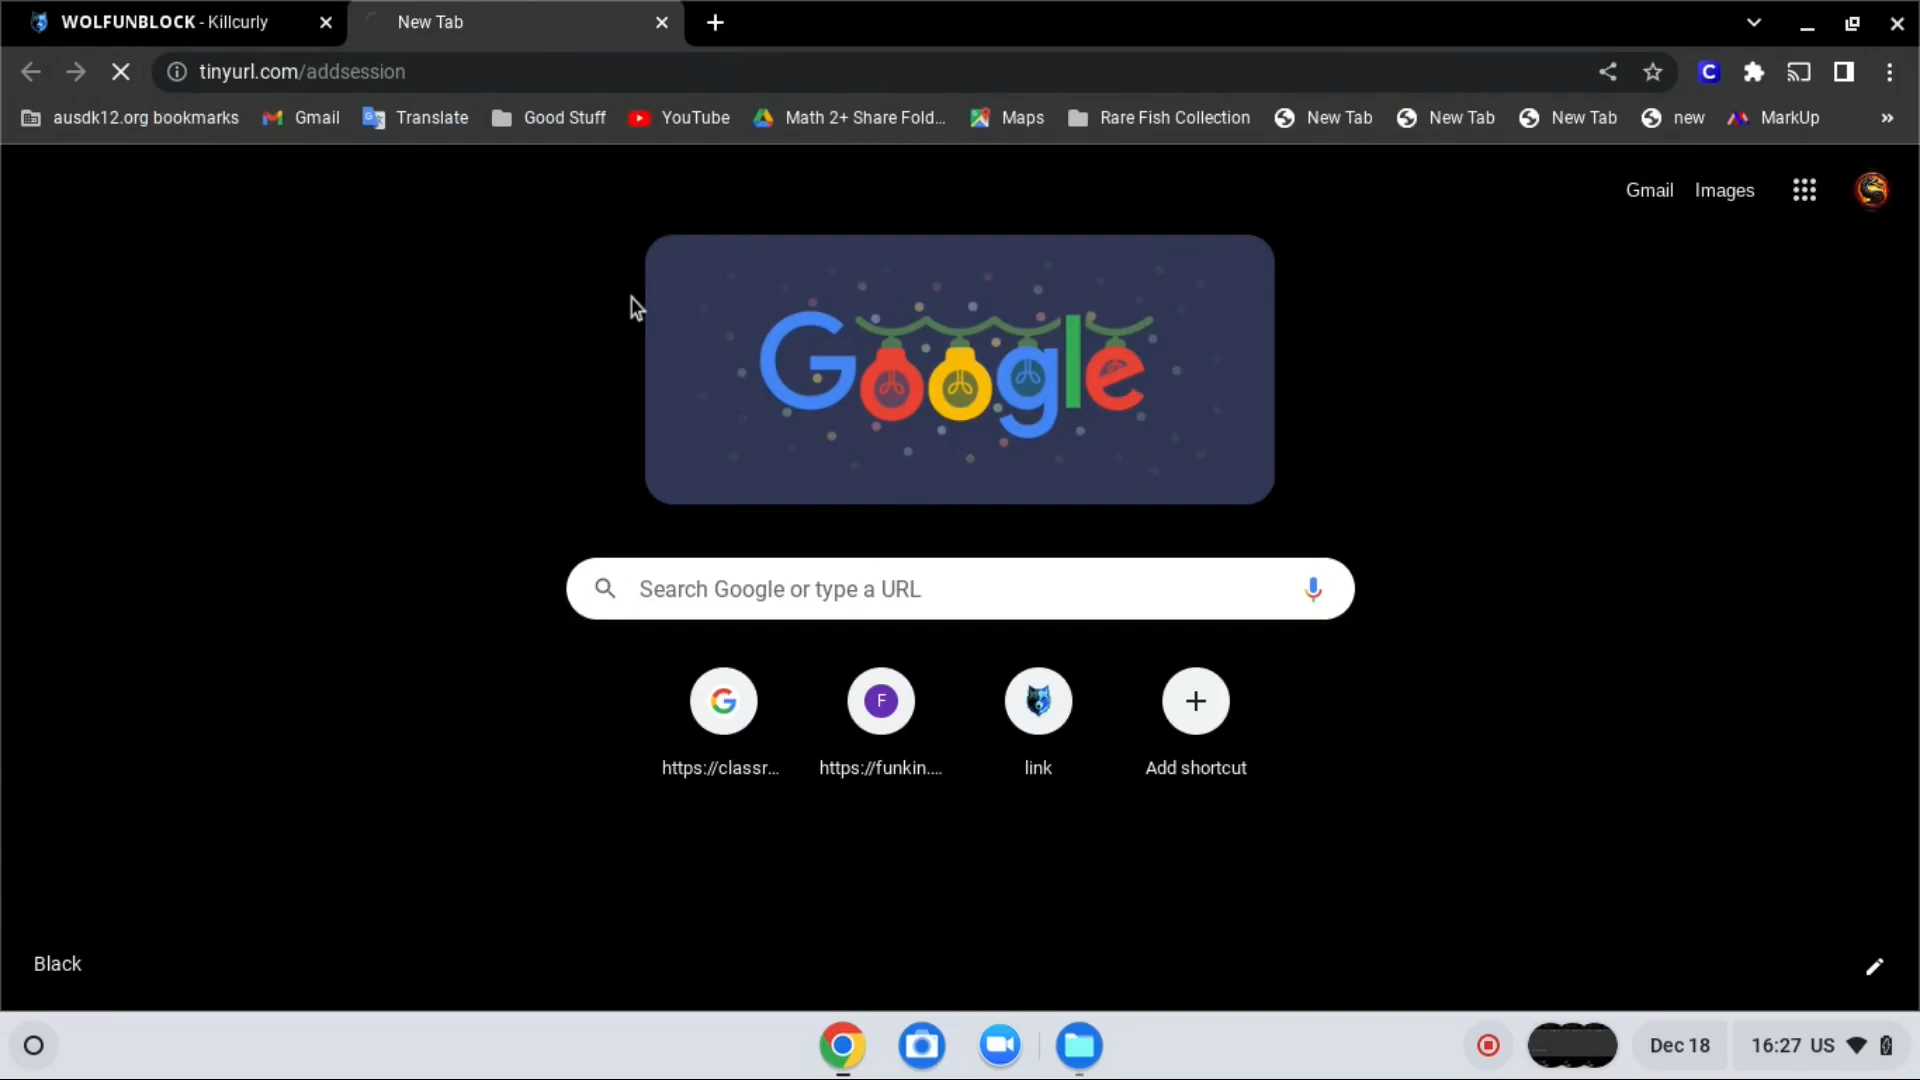 WOLFUNBLOCK - Killcurly
New Tab
tinyurl.com/addsession
C
ausdk12.org bookmarks
Gmail
Translate
Good Stuff
YouTube
Math 2+ Share Fold...
Maps
Rare Fish Collection
New Tab
New Tab
New Tab
new
MarkUp
»
Gmail
Images
Google
Search Google or type a URL
G
F
https://classr...
https://funkin....
link
Add shortcut
Black
Dec 18
16:27 US